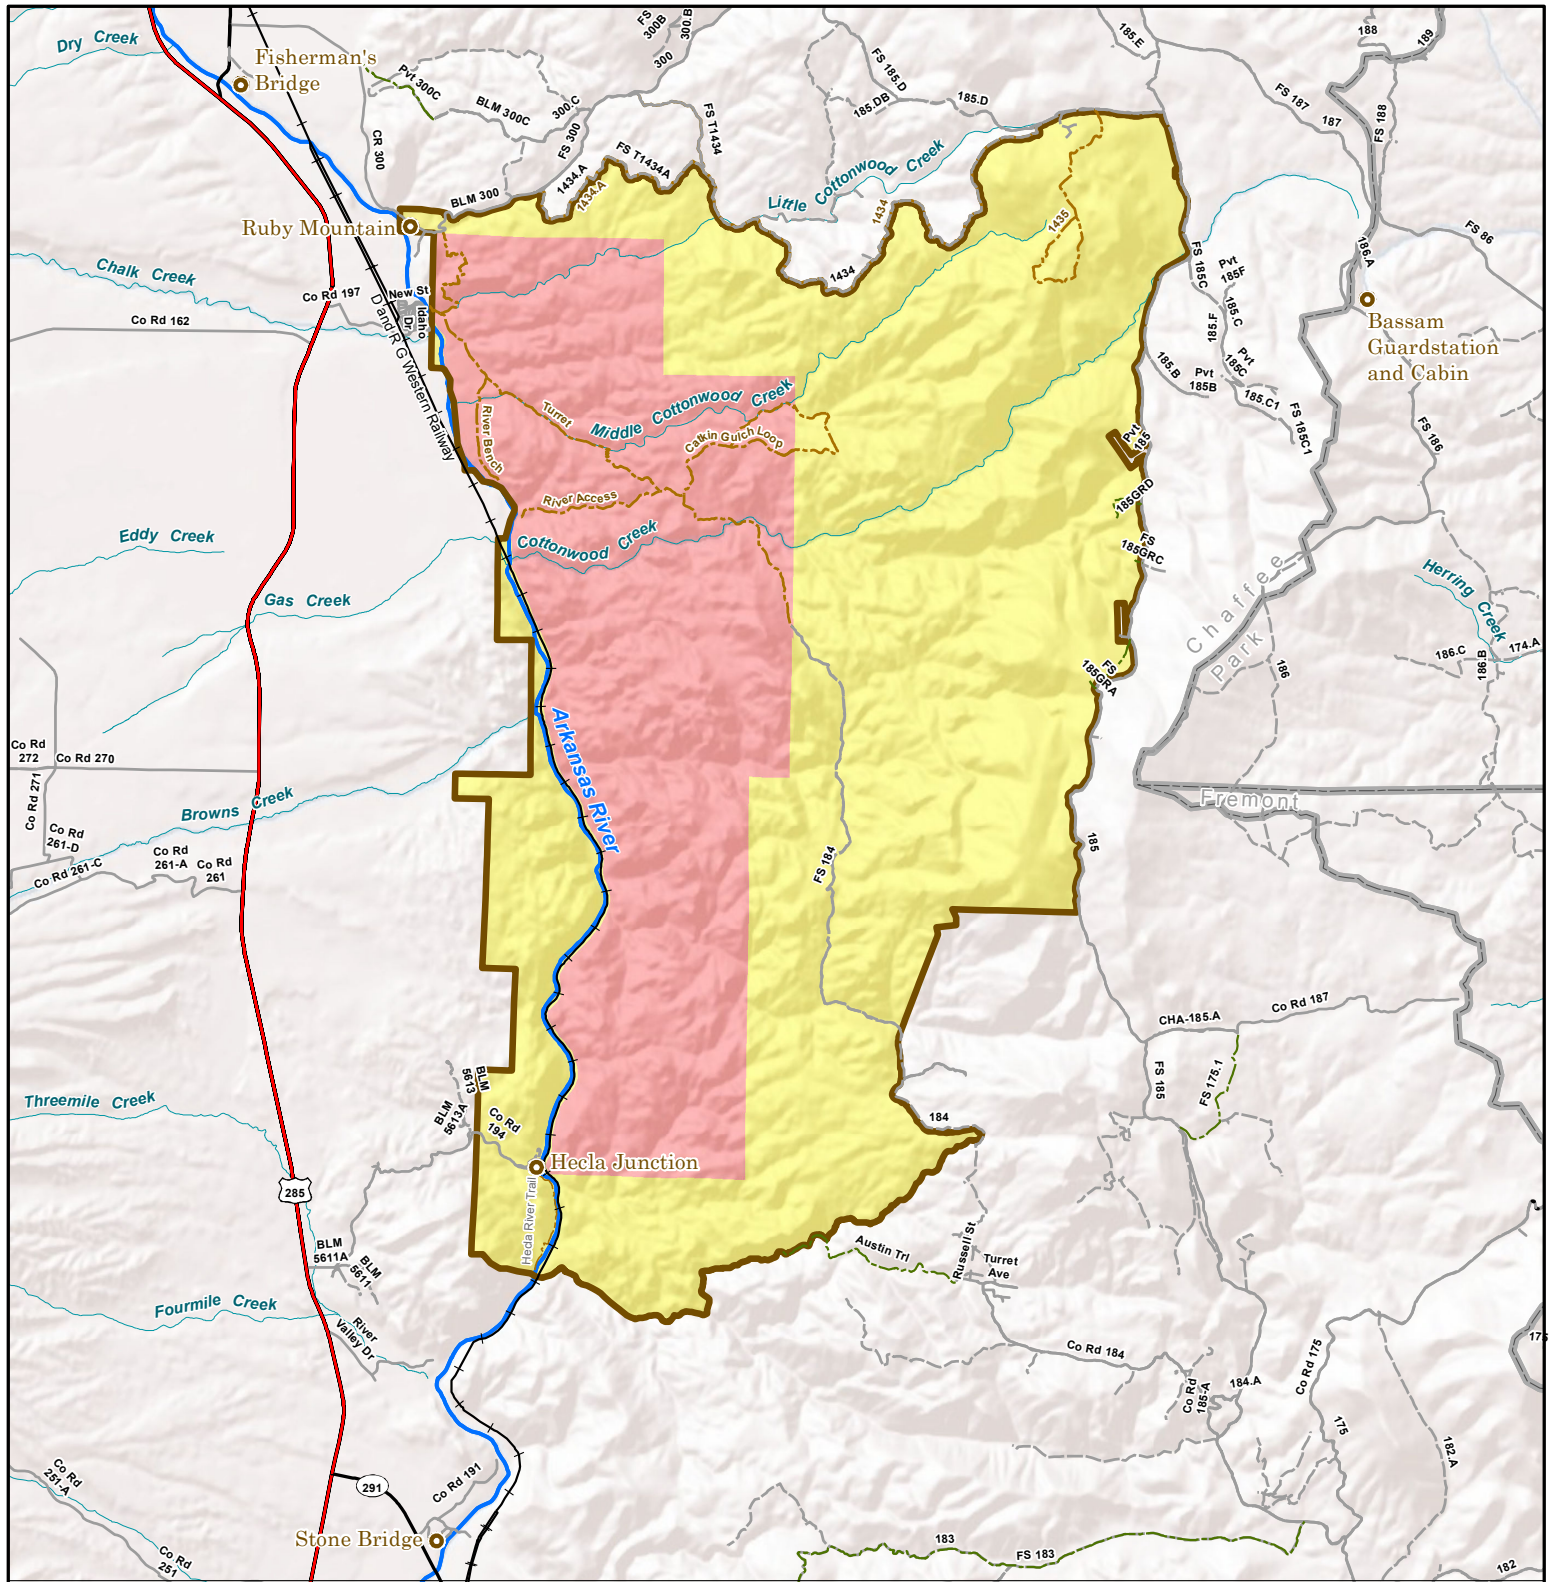 Dry Creek
Fisherman's
Bridge
Pvt 300C
BLM 300C
300.C
FS
300B
300.B
300
FS 300
CR 300
FS T1434
FS T1434A
1434.A
1434.A
BLM 300
FS 185.D
185.DB
185.D
185.E
188
189
FS 187
187
FS 188
Little Cottonwood Creek
1434
1434
1435
Ruby Mountain
Chalk Creek
Co Rd 197
New St
Idaho
Dr
Co Rd 162
D and R G Western Railway
FS 86
186.A
FS 185C
Pvt
185F
185.C
185.F
Bassam
Guardstation
and Cabin
185.B
Pvt
185B
Pvt
185C
185.C1
FS 185C1
FS 186
Turret
Middle Cottonwood Creek
River Bench
Catkin Gulch Loop
River Access
Pvt
185
185GRD
FS
185GRC
Cottonwood Creek
Eddy Creek
Gas Creek
Chaffee
Park
Herring Creek
186.C
186.B
174.A
186
FS
185GRA
Arkansas River
Co Rd
272
Co Rd 270
Co Rd 271
Browns Creek
Co Rd
261-D
Co Rd 261-C
Co Rd
261-A
Co Rd
261
Fremont
185
FS 184
Co Rd 187
CHA-185.A
FS 185
FS 175.1
184
Threemile Creek
BLM
5613
BLM
5613A
Co Rd
194
Hecla Junction
Hecla River Trail
285
BLM
5611A
BLM
5611-
Austin Trl
Russell St
Turret
Ave
Fourmile Creek
River
Valley Dr
Co Rd 184
Co Rd
185-A
184.A
Co Rd 175
175
175
182.A
Co Rd
251-A
291
Co Rd 191
Stone Bridge
Co Rd
251
183
FS 183
182